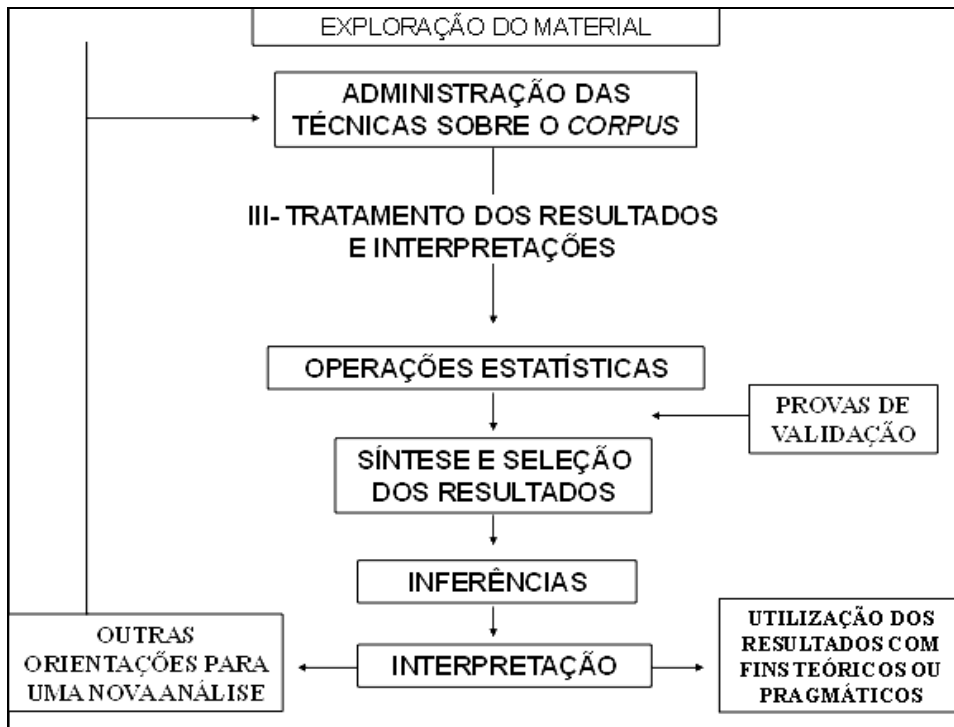 EXPLORAÇÃO DO MATERIAL
ADMINISTRAÇÃO DAS
TÉCNICAS SOBRE O CORPUS
III- TRATAMENTO DOS RESULTADOS
E INTERPRETAÇÕES
OPERAÇÕES ESTATÍSTICAS
PROVAS DE
VALIDAÇÃO
SÍNTESE E SELEÇÃO
DOS RESULTADOS
INFERÊNCIAS
OUTRAS
ORIENTAÇÕES PARA
UMA NOVA ANÁLISE
INTERPRETAÇÃO
UTILIZAÇÃO DOS
RESULTADOS COM
FINS TEÓRICOS OU
PRAGMÁTICOS